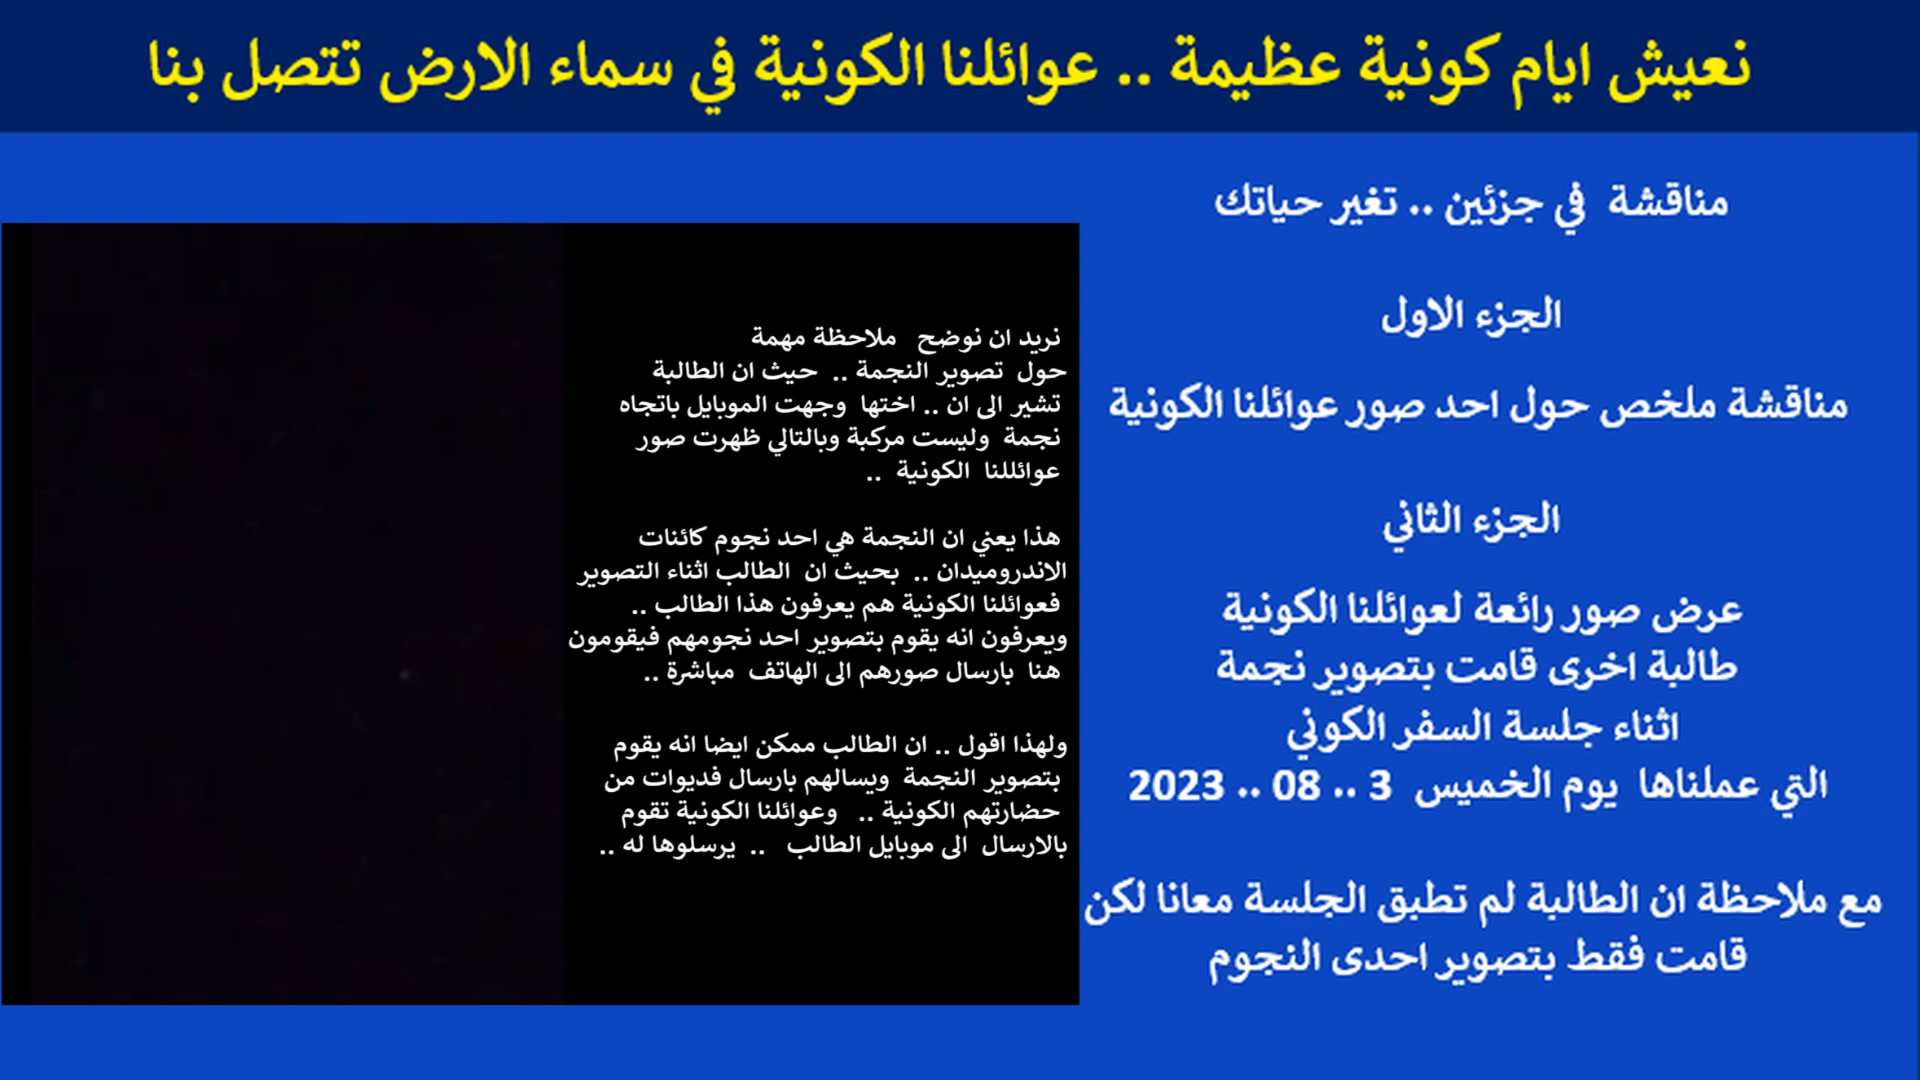 نعيش ايام كونية عظيمة .. عوائلنا الكونية في سماء الارض تتصل بنا
مناقشة في جزئين .. تغير حياتك
الجزء الاول
مناقشة ملخص حول احد صور عوائلنا الكونية
الجزء الثاني
عرض صور رائعة لعوائلنا الكونية
طالبة اخرى قامت بتصوير نجمة
اثناء جلسة السفر الكوني
التي عملناها يوم الخميس 3 .. 08 .. 2023
مع ملاحظة ان الطالبة لم تطبق الجلسة معانا لكن
قامت فقط بتصوير احدى النجوم
نريد ان نوضح ملاحظة مهمة
حول تصوير النجمة .. حيث ان الطالبة
تشير الى ان .. اختها وجهت الموبايل باتجاه
نجمة وليست مركبة وبالتالي ظهرت صور
عوائللنا الكونية ..
هذا يعني ان النجمة هي احد نجوم كائنات
الاندروميدان .. بحيث ان الطالب اثناء التصوير
فعوائلنا الكونية هم يعرفون هذا الطالب ..
ويعرفون انه يقوم بتصوير احد نجومهم فيقومون
هنا بارسال صورهم الى الهاتف مباشرة ..
ولهذا اقول .. ان الطالب ممكن ايضا انه يقوم
بتصوير النجمة ويسالهم بارسال فديوات من
حضارتهم الكونية .. وعوائلنا الكونية تقوم
بالارسال الى موبايل الطالب .. يرسلوها له ..